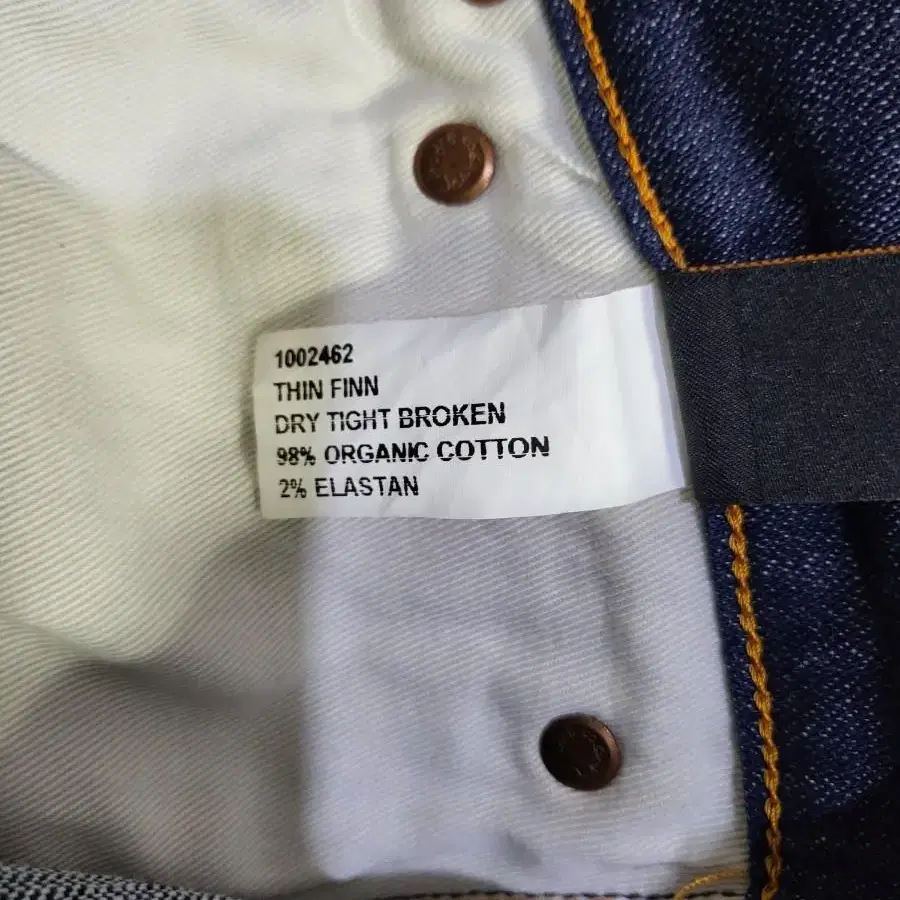 1002462
THIN FINN
DRY TIGHT BROKEN
98% ORGANIC COTTON
2% ELASTAN